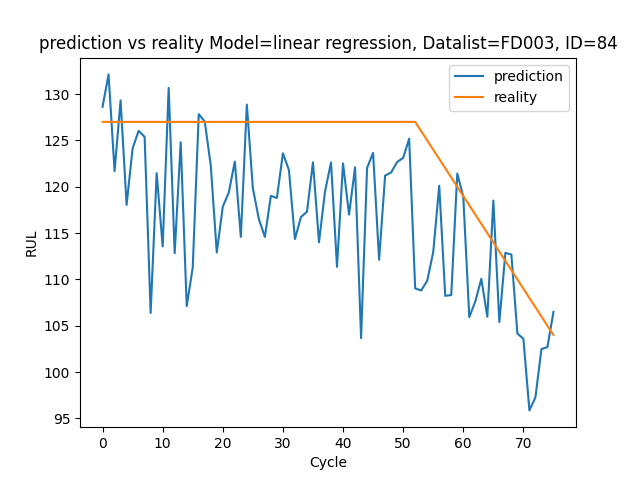 prediction vs reality Model=linear regression, Datalist=FD003, ID=84
prediction
reality
130
125
120
115
110
105
100
95
RUL
0 10 20 30 40 50 60 70
Cycle